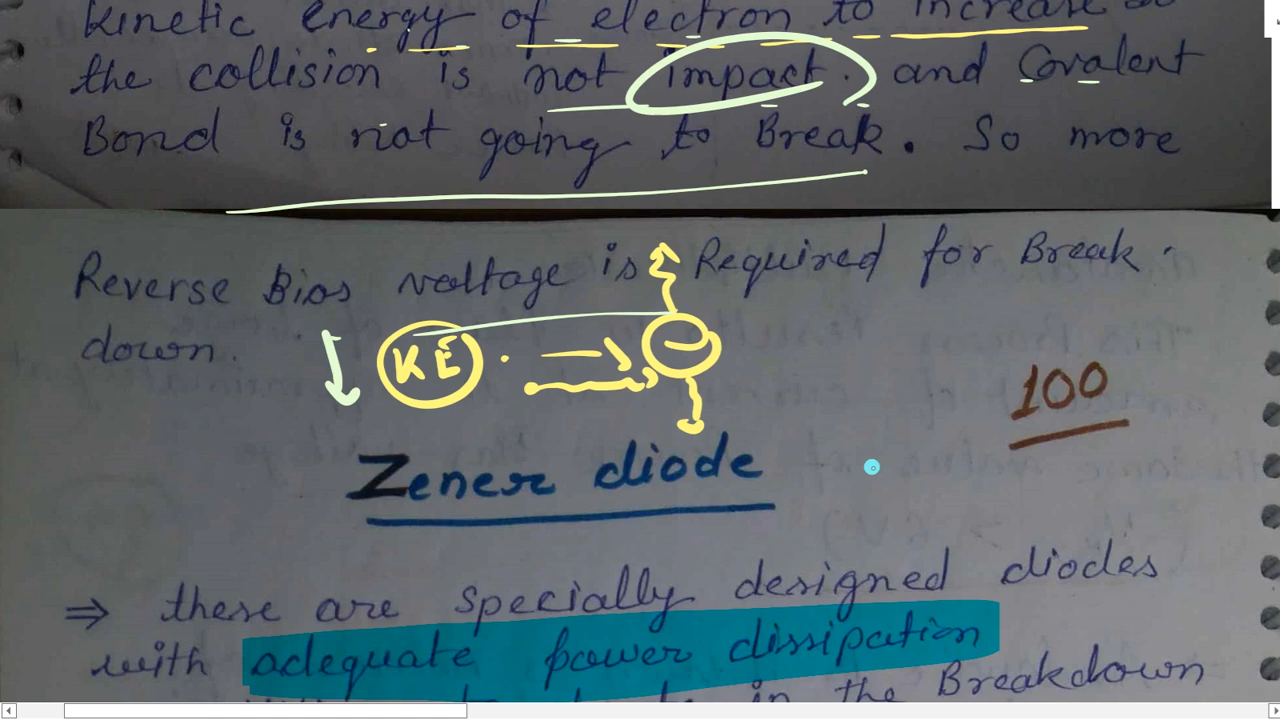 Kinetic energy of electron to increase
the collision is not impact. and Covalent
Bond is not going to Break. So more
Reverse Bias voltage is Required for Break-
down.
KE
100
Zener diode
⇒ these are specially designed diodes
with adequate power dissipation
in the Breakdown